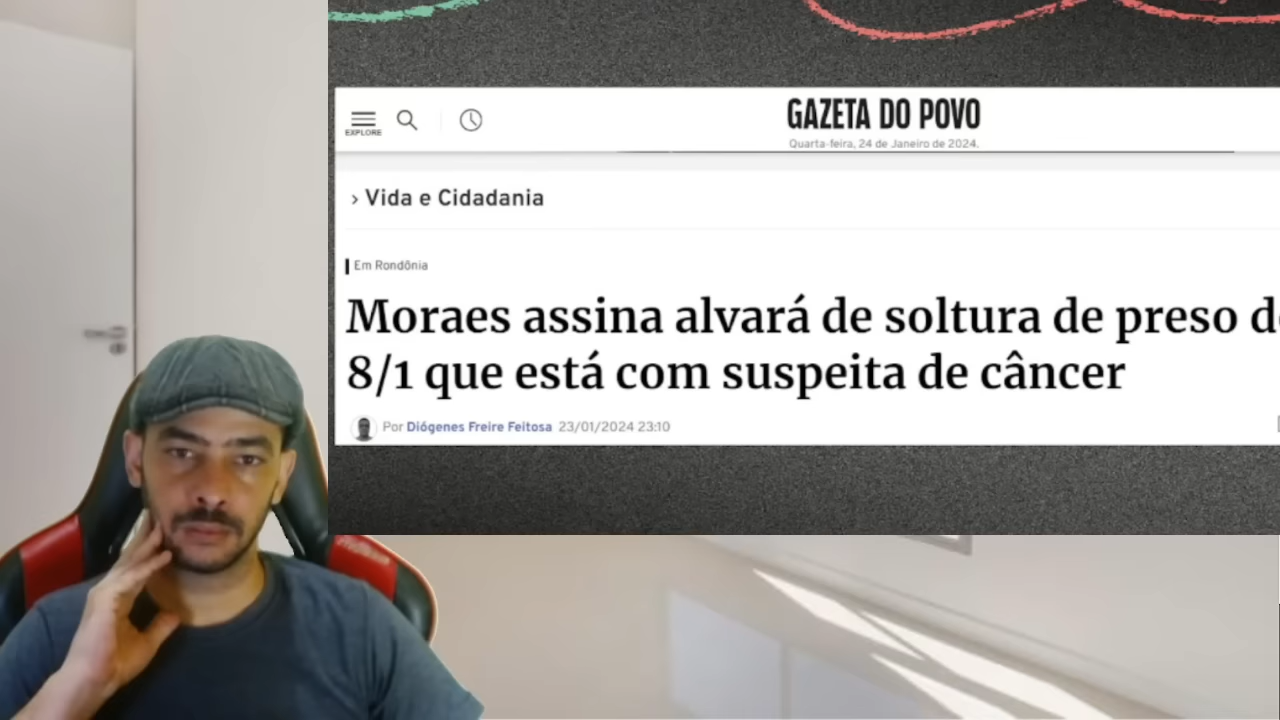 EXPLORE
GAZETA DO POVO
Quarta-feira, 24 de Janeiro de 2024.
› Vida e Cidadania
Em Rondônia
Moraes assina alvará de soltura de preso d
8/1 que está com suspeita de câncer
Por Diógenes Freire Feitosa 23/01/2024 23:10